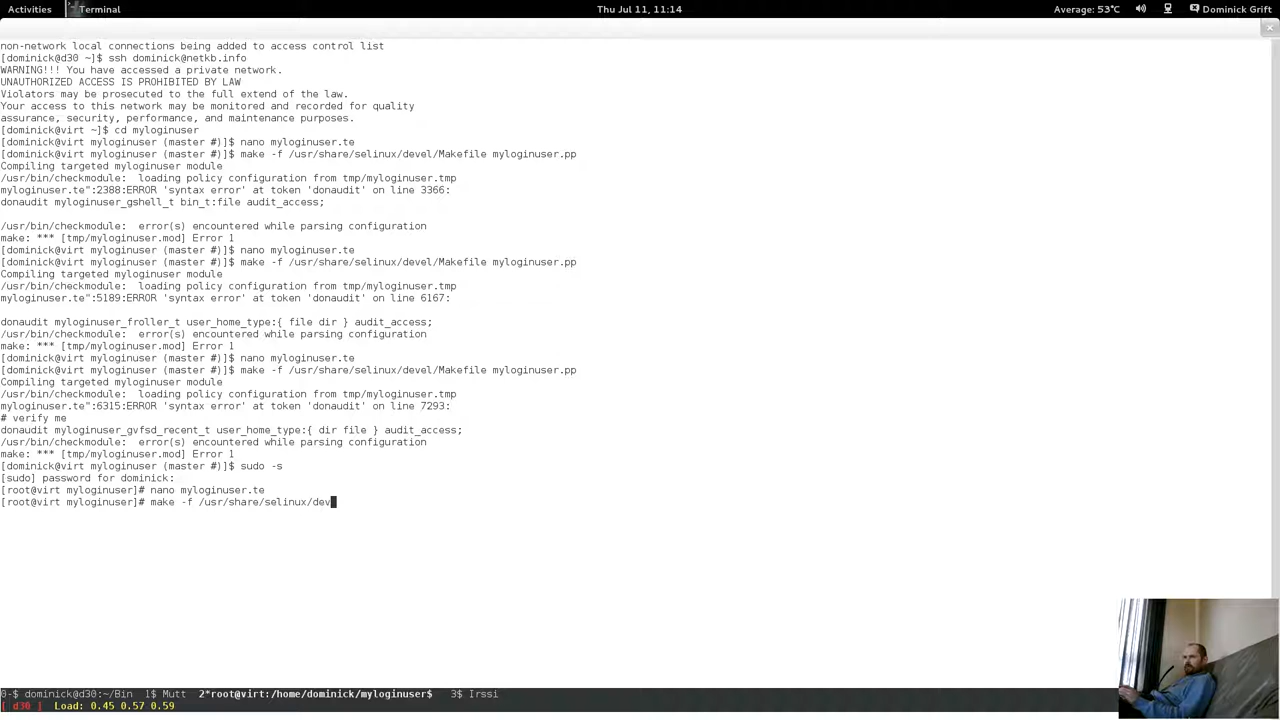 Activities Terminal Thu Jul 11, 11:14 Average: 53°C Dominick Grift
non-network local connections being added to access control list
[dominick@d30 ~]$ ssh dominick@netkb.info
WARNING!!! You have accessed a private network.
UNAUTHORIZED ACCESS IS PROHIBITED BY LAW
Violators may be prosecuted to the full extend of the law.
Your access to this network may be monitored and recorded for quality
assurance, security, performance, and maintenance purposes.
[dominick@virt ~]$ cd myloginuser
[dominick@virt myloginuser (master #)]$ nano myloginuser.te
[dominick@virt myloginuser (master #)]$ make -f /usr/share/selinux/devel/Makefile myloginuser.pp
Compiling targeted myloginuser module
/usr/bin/checkmodule:  loading policy configuration from tmp/myloginuser.tmp
myloginuser.te":2388:ERROR 'syntax error' at token 'donaudit' on line 3366:
donaudit myloginuser_gshell_t bin_t:file audit_access;
/usr/bin/checkmodule:  error(s) encountered while parsing configuration
make: *** [tmp/myloginuser.mod] Error 1
[dominick@virt myloginuser (master #)]$ nano myloginuser.te
[dominick@virt myloginuser (master #)]$ make -f /usr/share/selinux/devel/Makefile myloginuser.pp
Compiling targeted myloginuser module
/usr/bin/checkmodule:  loading policy configuration from tmp/myloginuser.tmp
myloginuser.te":5189:ERROR 'syntax error' at token 'donaudit' on line 6167:
donaudit myloginuser_froller_t user_home_type:{ file dir } audit_access;
/usr/bin/checkmodule:  error(s) encountered while parsing configuration
make: *** [tmp/myloginuser.mod] Error 1
[dominick@virt myloginuser (master #)]$ nano myloginuser.te
[dominick@virt myloginuser (master #)]$ make -f /usr/share/selinux/devel/Makefile myloginuser.pp
Compiling targeted myloginuser module
/usr/bin/checkmodule:  loading policy configuration from tmp/myloginuser.tmp
myloginuser.te":6315:ERROR 'syntax error' at token 'donaudit' on line 7293:
# verify me
donaudit myloginuser_gvfsd_recent_t user_home_type:{ dir file } audit_access;
/usr/bin/checkmodule:  error(s) encountered while parsing configuration
make: *** [tmp/myloginuser.mod] Error 1
[dominick@virt myloginuser (master #)]$ sudo -s
[sudo] password for dominick:
[root@virt myloginuser]# nano myloginuser.te
[root@virt myloginuser]# make -f /usr/share/selinux/dev
0-$ dominick@d30:~/Bin  1$ Mutt  2*root@virt:/home/dominick/myloginuser$  3$ Irssi
[ d30 ]  Load: 0.45 0.57 0.59